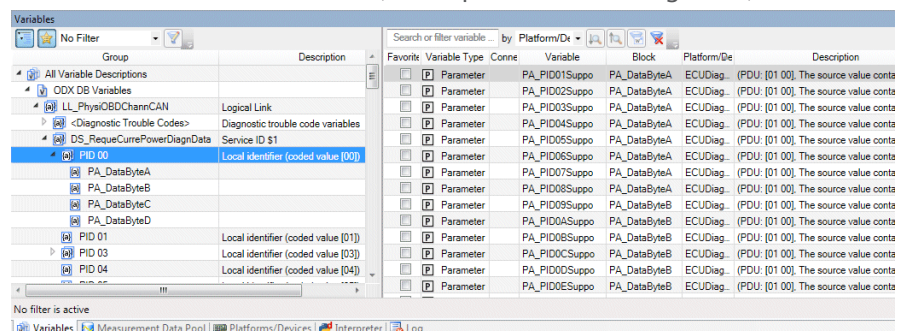 Variables
No Filter
Search or filter variable ... by Platform/De
Group Description
Favorite Variable Type Conne Variable Block Platform/De Description
All Variable Descriptions
ODX DB Variables
LL_PhysiOBDChannCAN Logical Link
<Diagnostic Trouble Codes> Diagnostic trouble code variables
DS_RequeCurrePowerDiagnData Service ID $1
PID 00 Local identifier (coded value [00])
PA_DataByteA
PA_DataByteB
PA_DataByteC
PA_DataByteD
PID 01 Local identifier (coded value [01])
PID 03 Local identifier (coded value [03])
PID 04 Local identifier (coded value [04])
P Parameter PA_PID01Suppo PA_DataByteA ECUDiag... (PDU: [01 00]. The source value conta
P Parameter PA_PID02Suppo PA_DataByteA ECUDiag... (PDU: [01 00]. The source value conta
P Parameter PA_PID03Suppo PA_DataByteA ECUDiag... (PDU: [01 00]. The source value conta
P Parameter PA_PID04Suppo PA_DataByteA ECUDiag... (PDU: [01 00]. The source value conta
P Parameter PA_PID05Suppo PA_DataByteA ECUDiag... (PDU: [01 00]. The source value conta
P Parameter PA_PID06Suppo PA_DataByteA ECUDiag... (PDU: [01 00]. The source value conta
P Parameter PA_PID07Suppo PA_DataByteA ECUDiag... (PDU: [01 00]. The source value conta
P Parameter PA_PID08Suppo PA_DataByteA ECUDiag... (PDU: [01 00]. The source value conta
P Parameter PA_PID09Suppo PA_DataByteB ECUDiag... (PDU: [01 00]. The source value conta
P Parameter PA_PID0ASuppo PA_DataByteB ECUDiag... (PDU: [01 00]. The source value conta
P Parameter PA_PID0BSuppo PA_DataByteB ECUDiag... (PDU: [01 00]. The source value conta
P Parameter PA_PID0CSuppo PA_DataByteB ECUDiag... (PDU: [01 00]. The source value conta
P Parameter PA_PID0DSuppo PA_DataByteB ECUDiag... (PDU: [01 00]. The source value conta
P Parameter PA_PID0ESuppo PA_DataByteB ECUDiag... (PDU: [01 00]. The source value conta
No filter is active
Variables Measurement Data Pool Platforms/Devices Interpreter Log